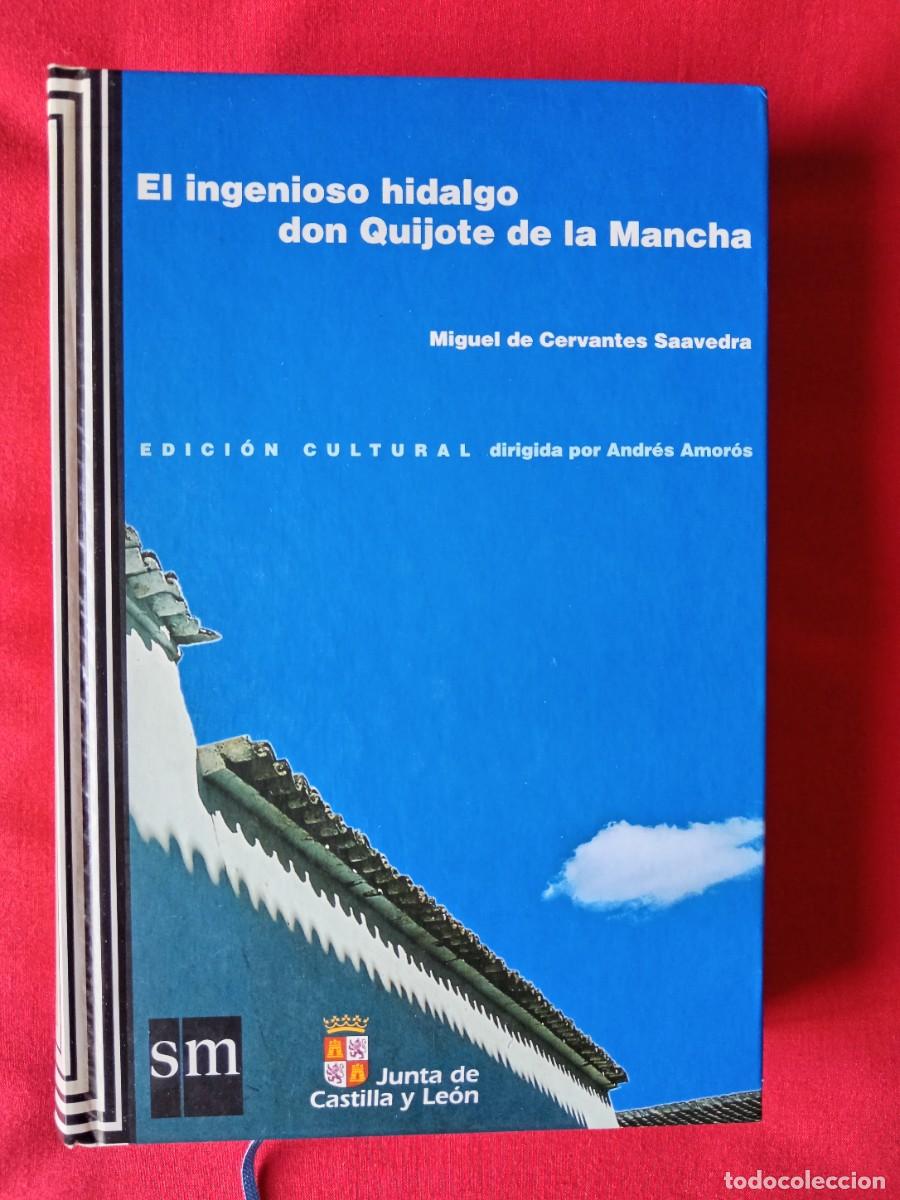 El ingenioso hidalgo
don Quijote de la Mancha
Miguel de Cervantes Saavedra
EDICIÓN CULTURAL dirigida por Andrés Amorós
sm
Junta de
Castilla y León
todocoleccion